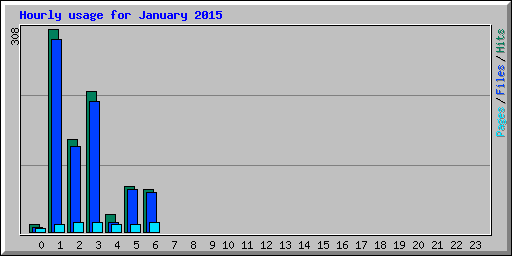 Hourly usage for January 2015
308
Pages/Files/Hits
0 1 2 3 4 5 6 7 8 9 10 11 12 13 14 15 16 17 18 19 20 21 22 23